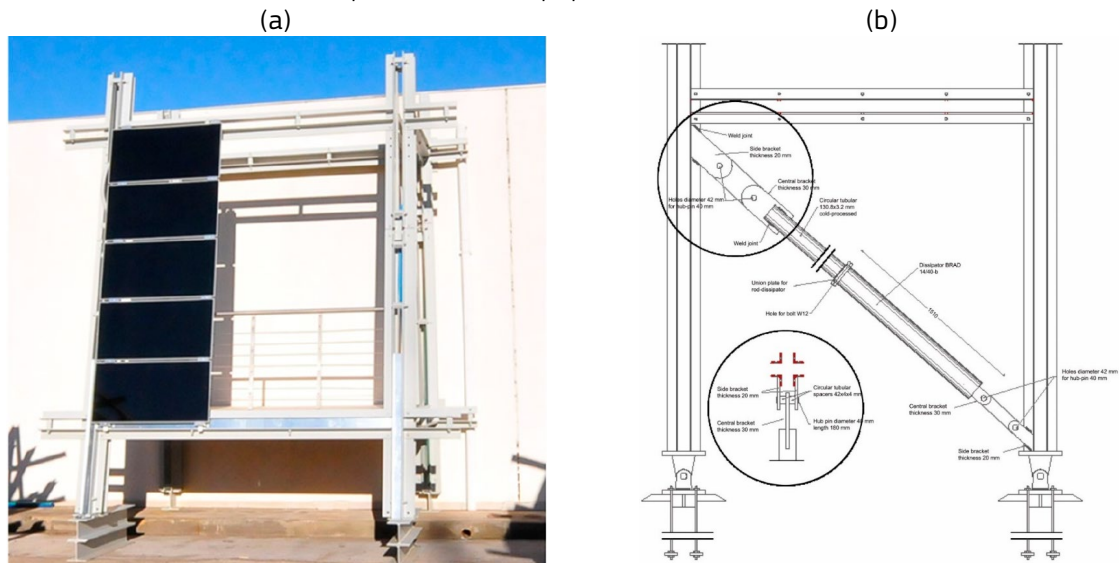 (a)
(b)
Weld joint
Side bracket
thickness 20 mm
Central bracket
thickness 30 mm
Holes diameter 42 mm
for hub-pin 40 mm
Circular tubular
130.8x3.2 mm
cold-processed
Weld joint
Dissipator BRAD
14/40-b
Union plate for
rod-dissipator
1510
Hole for bolt W12
Holes diameter 42 mm
for hub-pin 40 mm
Side bracket
thickness 20 mm
Circular tubular
spacers 42x4x4 mm
Central bracket
thickness 30 mm
Central bracket
thickness 30 mm
Hub pin diameter 40 mm
length 180 mm
Side bracket
thickness 20 mm